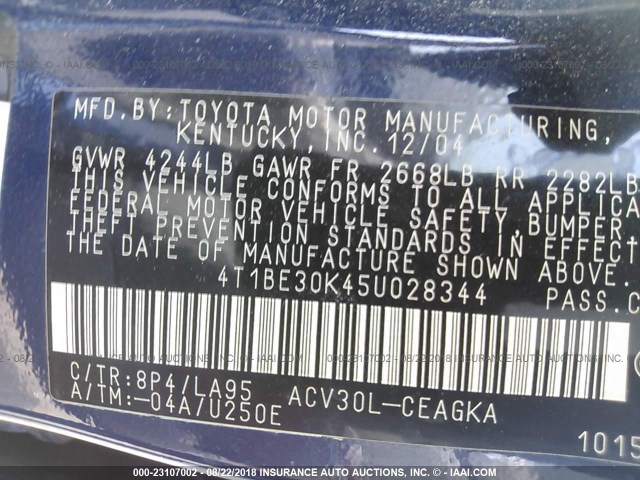 MFD.BY:TOYOTA MOTOR MANUFACTURING,
KENTUCKY, INC. 12/04
GVWR 4244LB GAWR FR 2668LB RR 2282LB
THIS VEHICLE CONFORMS TO ALL APPLICA
FEDERAL MOTOR VEHICLE SAFETY, BUMPER
THEFT PREVENTION STANDARDS IN EFFECT
THE DATE OF MANUFACTURE SHOWN ABOVE.
4T1BE30K45U028344 PASS.C
C/TR:8P4/LA95 ACV30L-CEAGKA
A/TM:-04A/U250E
1015
000-23107002 - 08/22/2018 INSURANCE AUTO AUCTIONS, INC.
- IAAI.COM -